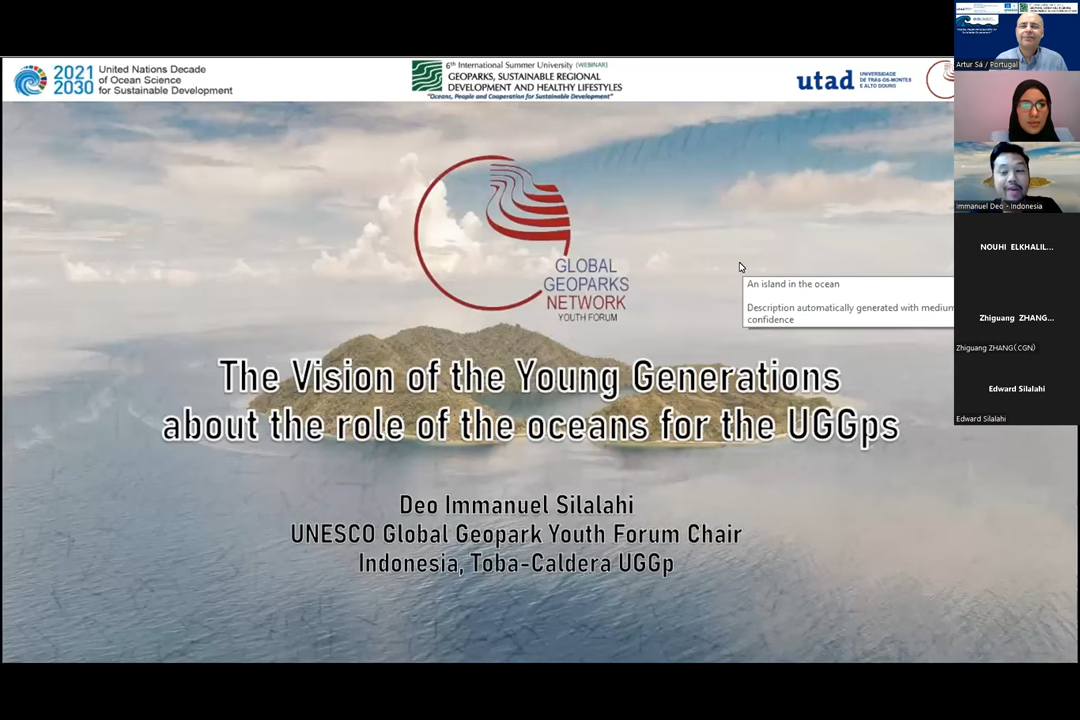 2021
2030
United Nations Decade
of Ocean Science
for Sustainable Development
6th International Summer University (WEBINAR)
GEOPARKS, SUSTAINABLE REGIONAL
DEVELOPMENT AND HEALTHY LIFESTYLES
"Oceans, People and Cooperation for Sustainable Development"
utad
UNIVERSIDADE
DE TRÁS-OS-MONTES
E ALTO DOURO
GLOBAL
GEOPARKS
NETWORK
YOUTH FORUM
An island in the ocean
Description automatically generated with medium
confidence
The Vision of the Young Generations
about the role of the oceans for the UGGps
Deo Immanuel Silalahi
UNESCO Global Geopark Youth Forum Chair
Indonesia, Toba-Caldera UGGp
Artur Sá / Portugal
Immanuel Deo - Indonesia
NOUHI ELKHALIL...
Zhiguang ZHANG...
Zhiguang ZHANG(CGN)
Edward Silalahi
Edward Silalahi